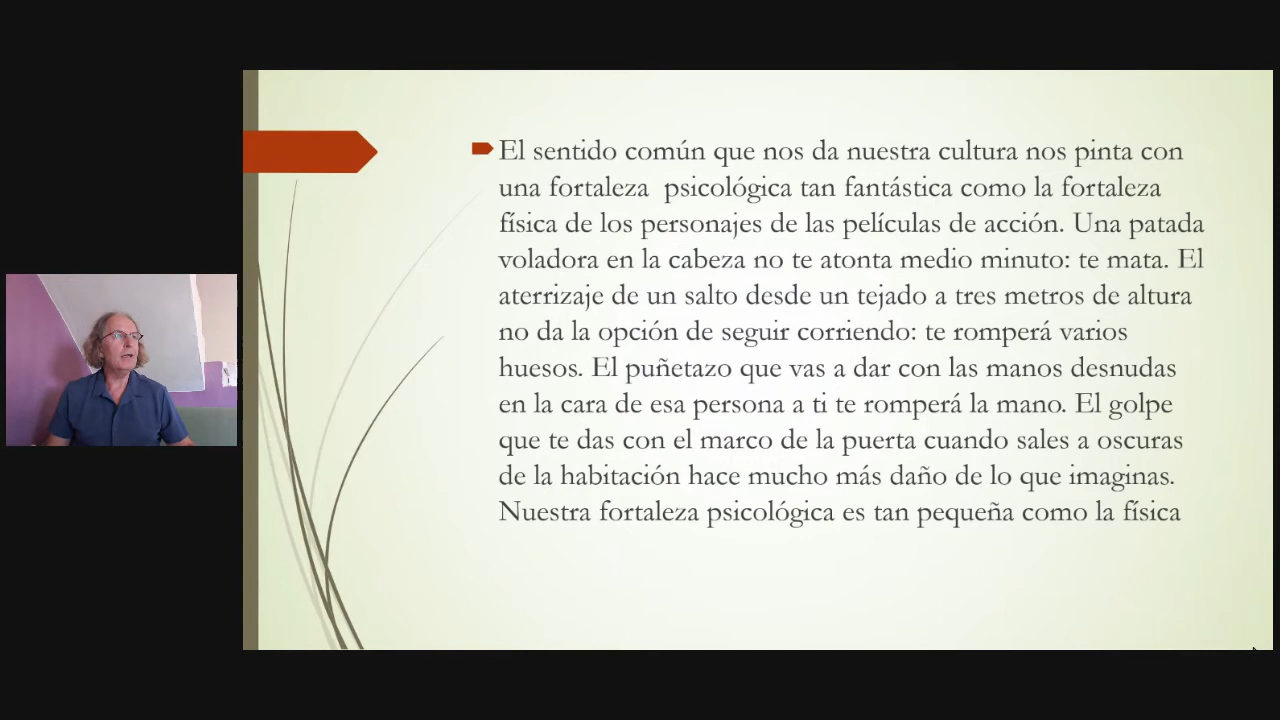 El sentido común que nos da nuestra cultura nos pinta con
una fortaleza  psicológica tan fantástica como la fortaleza
física de los personajes de las películas de acción. Una patada
voladora en la cabeza no te atonta medio minuto: te mata. El
aterrizaje de un salto desde un tejado a tres metros de altura
no da la opción de seguir corriendo: te romperá varios
huesos. El puñetazo que vas a dar con las manos desnudas
en la cara de esa persona a ti te romperá la mano. El golpe
que te das con el marco de la puerta cuando sales a oscuras
de la habitación hace mucho más daño de lo que imaginas.
Nuestra fortaleza psicológica es tan pequeña como la física